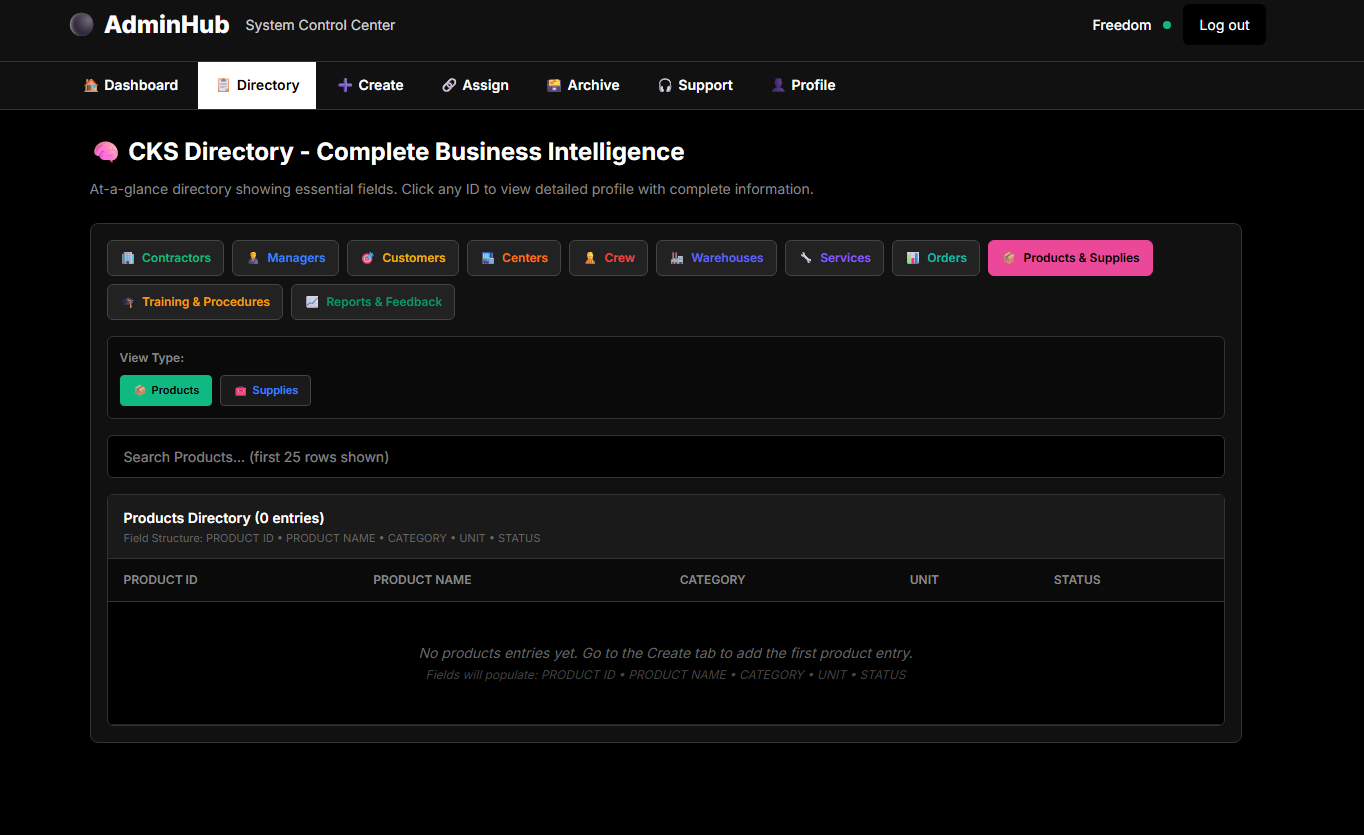 AdminHub System Control Center Freedom Log out
Dashboard Directory Create Assign Archive Support Profile
CKS Directory - Complete Business Intelligence
At-a-glance directory showing essential fields. Click any ID to view detailed profile with complete information.
Contractors Managers Customers Centers Crew Warehouses Services Orders Products & Supplies
Training & Procedures Reports & Feedback
View Type:
Products Supplies
Search Products... (first 25 rows shown)
Products Directory (0 entries)
Field Structure: PRODUCT ID • PRODUCT NAME • CATEGORY • UNIT • STATUS
PRODUCT ID PRODUCT NAME CATEGORY UNIT STATUS
No products entries yet. Go to the Create tab to add the first product entry.
Fields will populate: PRODUCT ID • PRODUCT NAME • CATEGORY • UNIT • STATUS